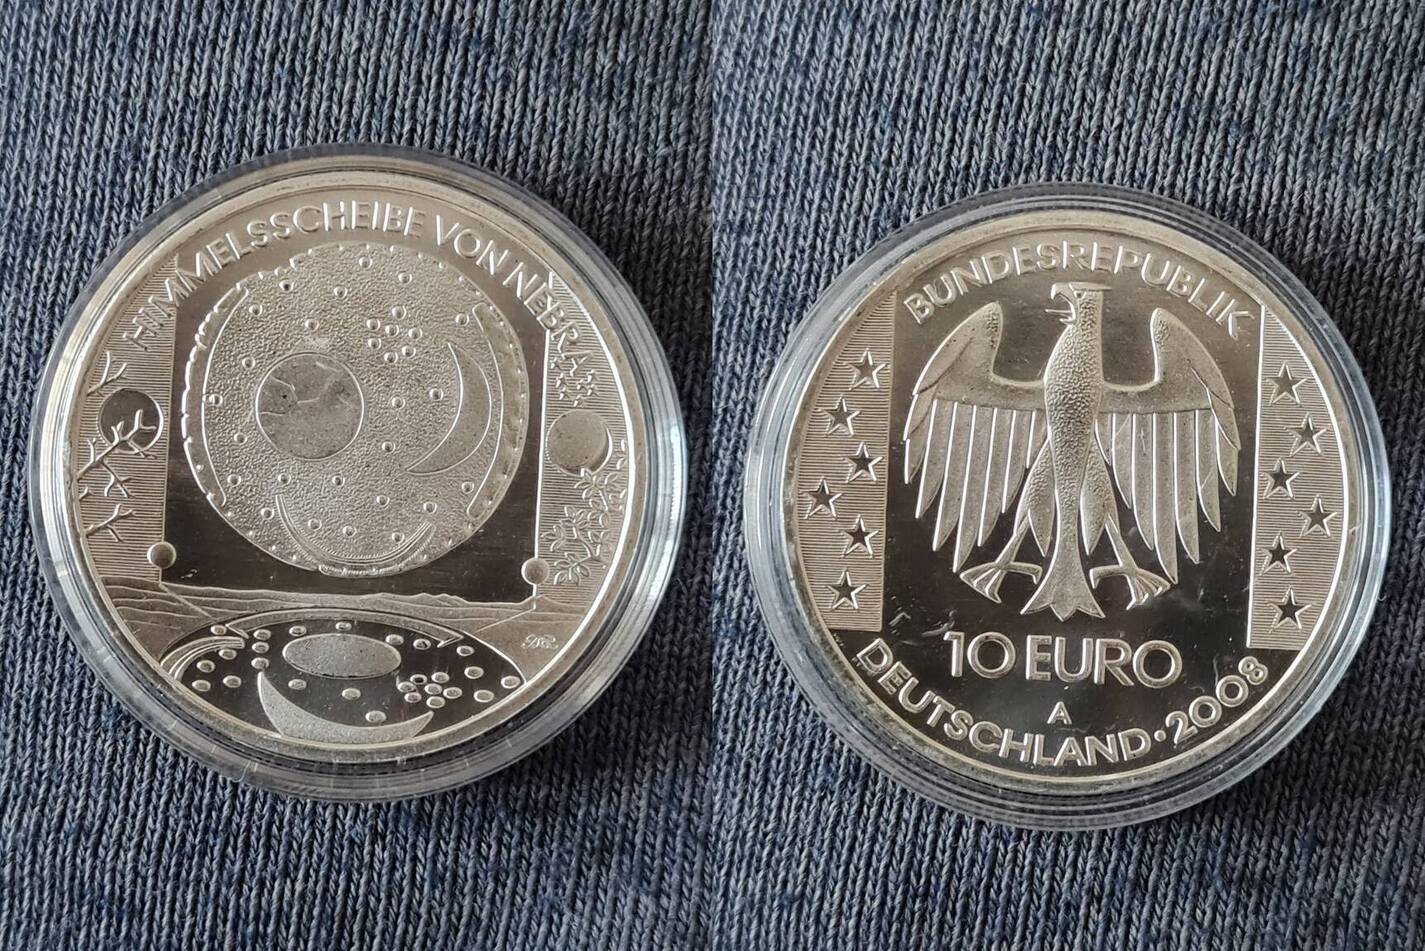 HIMMELSSCHEIBE VON NEBRA
BUNDESREPUBLIK
10 EURO
A
DEUTSCHLAND · 2008